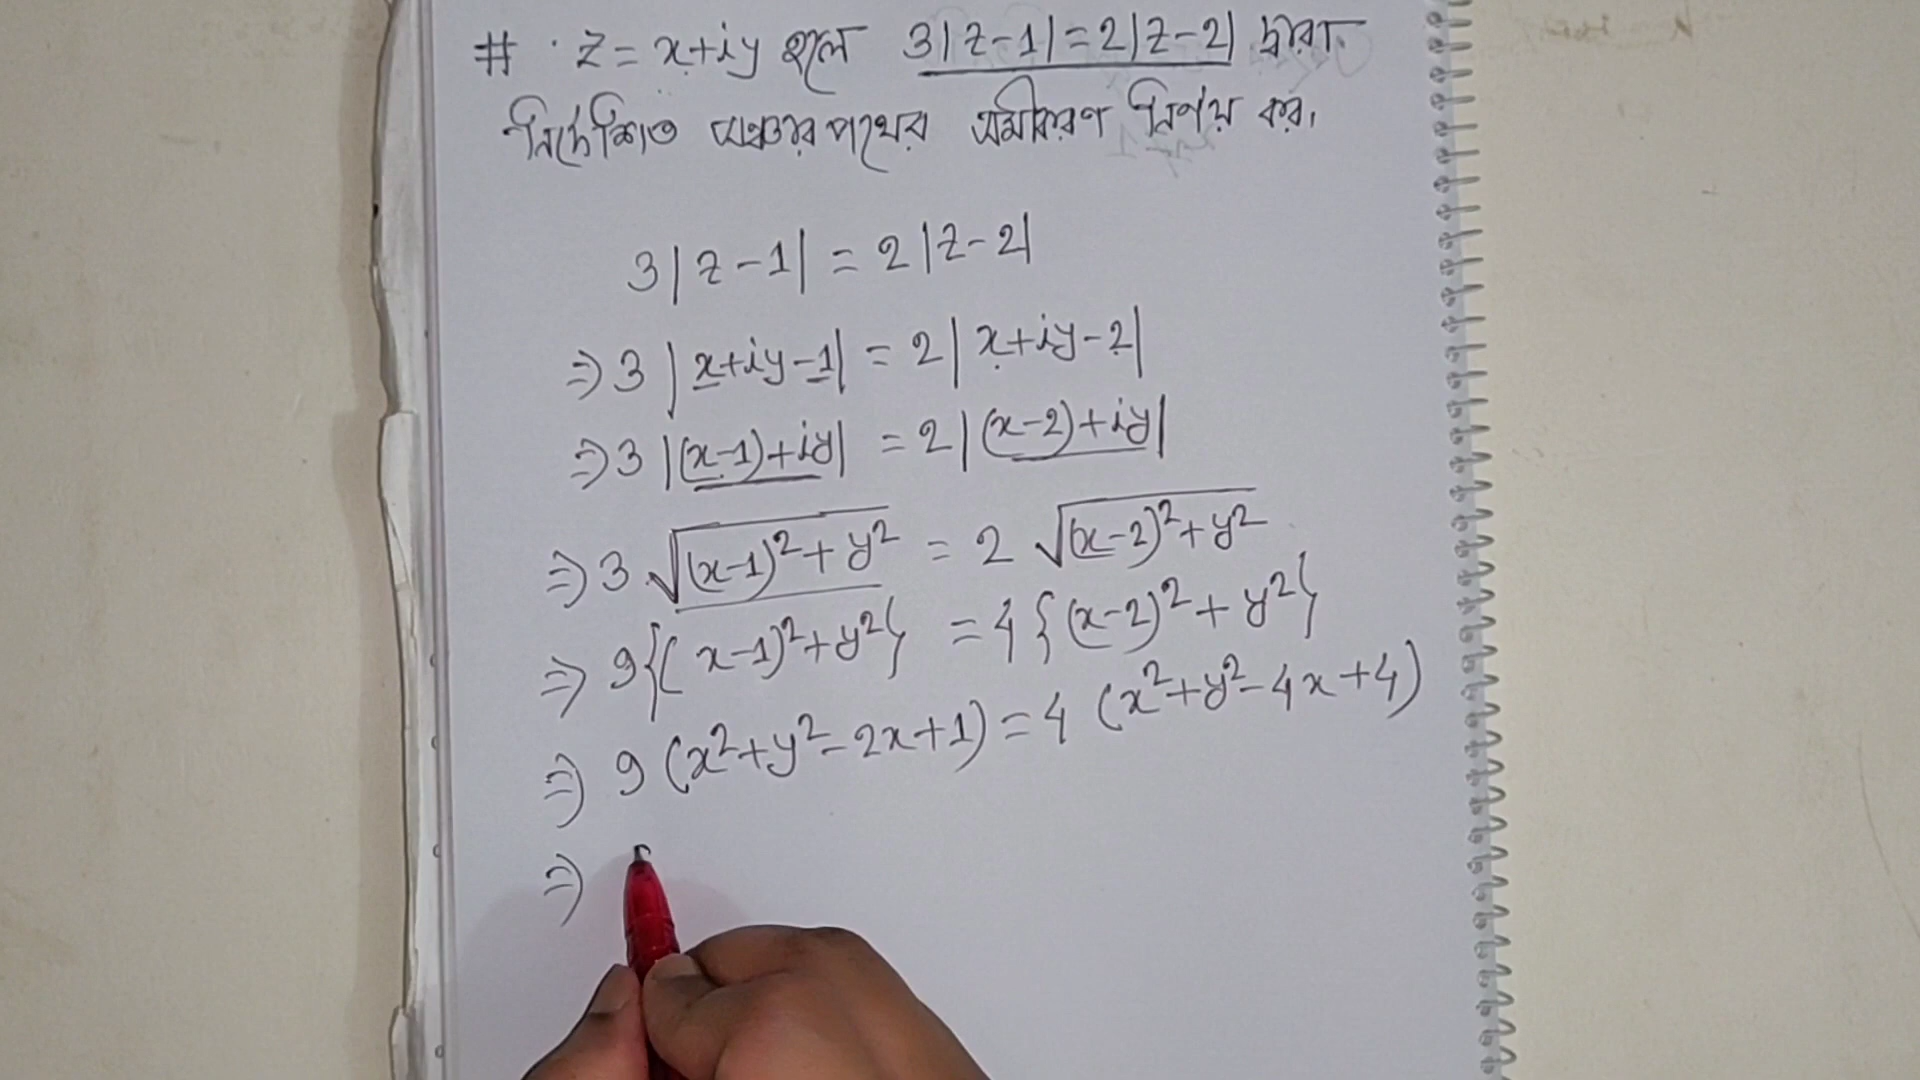 # · z = x+iy হলে 3|z-1|=2|z-2| দ্বারা
নির্দেশিত সঞ্চারপথের সমীকরণ নির্ণয় কর।
3|z-1| = 2|z-2|
⇒ 3|x+iy-1| = 2|x+iy-2|
⇒ 3|(x-1)+iy| = 2|(x-2)+iy|
⇒ 3√((x-1)²+y²) = 2√((x-2)²+y²)
⇒ 9{(x-1)²+y²} = 4{(x-2)²+y²}
⇒ 9(x²+y²-2x+1) = 4(x²+y²-4x+4)
⇒